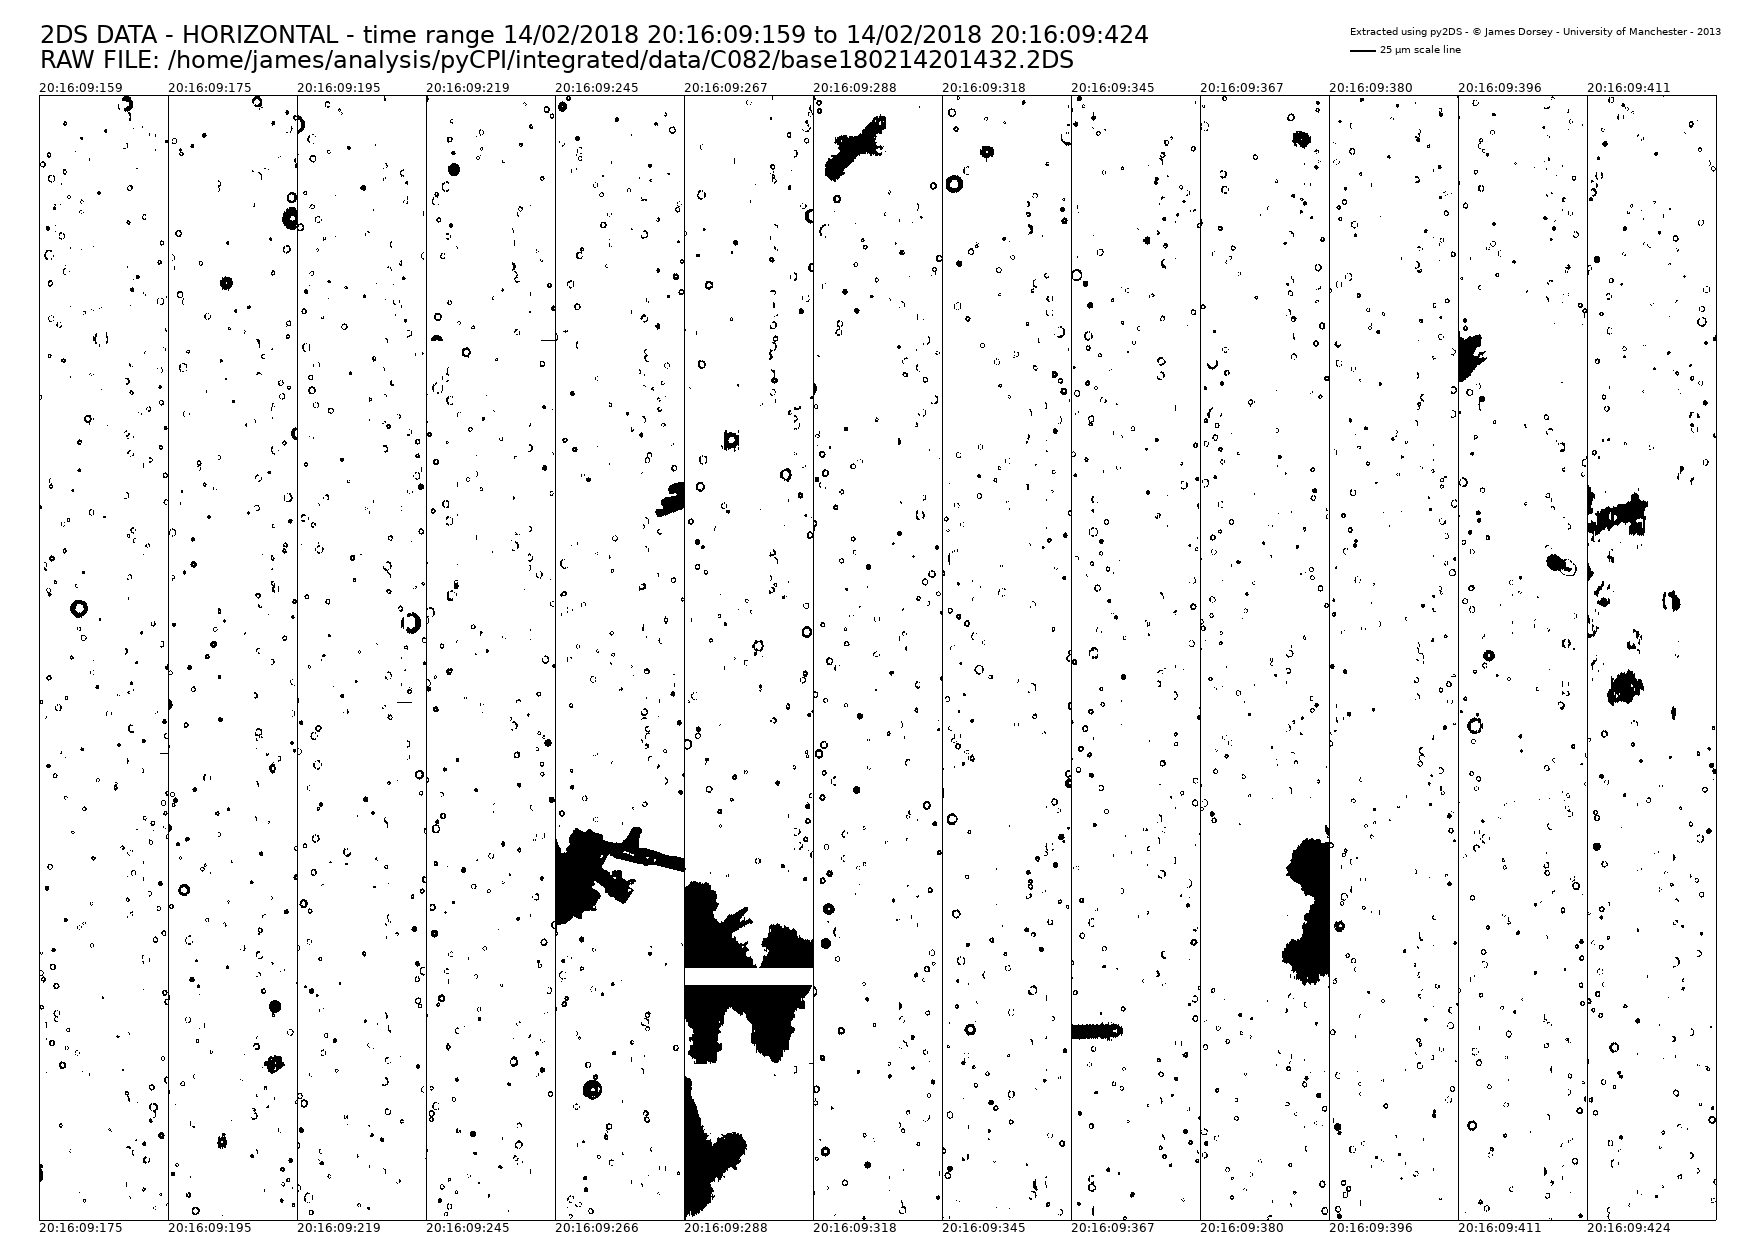 2DS DATA - HORIZONTAL - time range 14/02/2018 20:16:09:159 to 14/02/2018 20:16:09:424
RAW FILE: /home/james/analysis/pyCPI/integrated/data/C082/base180214201432.2DS
Extracted using py2DS - © James Dorsey - University of Manchester - 2013
25 µm scale line
20:16:09:159 20:16:09:175 20:16:09:195 20:16:09:219 20:16:09:245 20:16:09:267 20:16:09:288 20:16:09:318 20:16:09:345 20:16:09:367 20:16:09:380 20:16:09:396 20:16:09:411
20:16:09:175 20:16:09:195 20:16:09:219 20:16:09:245 20:16:09:266 20:16:09:288 20:16:09:318 20:16:09:345 20:16:09:367 20:16:09:380 20:16:09:396 20:16:09:411 20:16:09:424